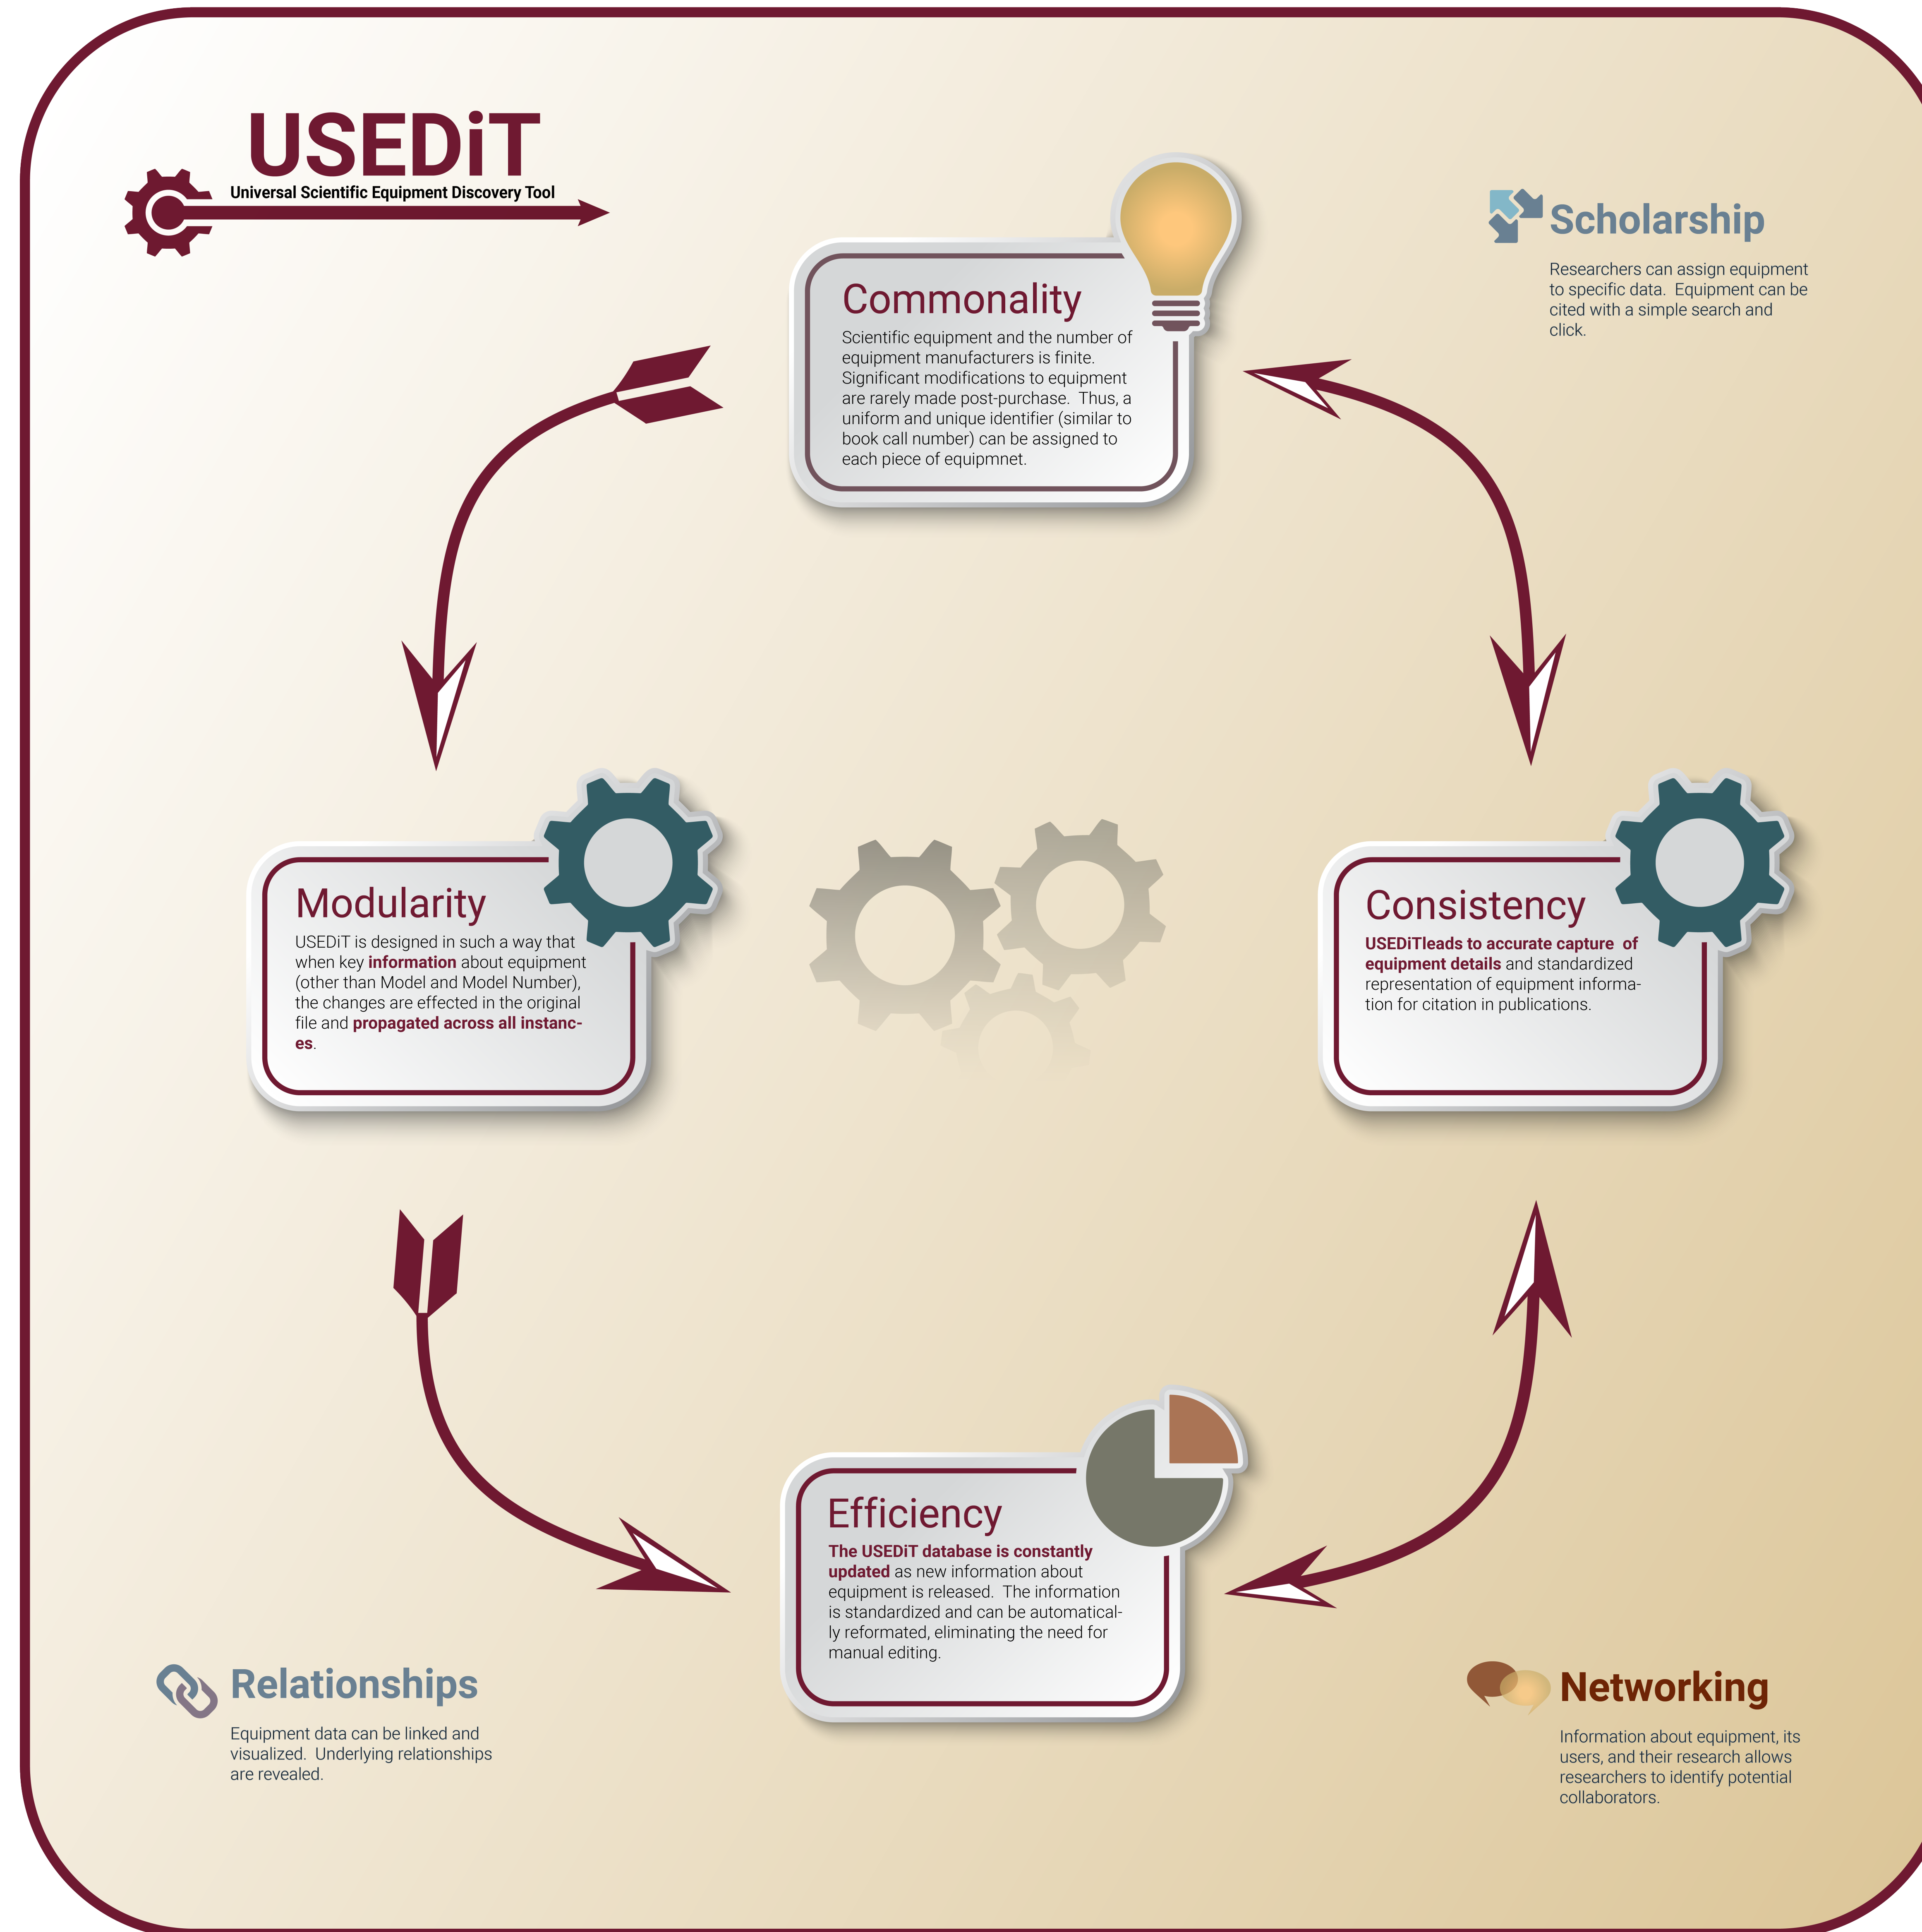 USEDiT
Universal Scientific Equipment Discovery Tool
Commonality
Scientific equipment and the number of
equipment manufacturers is finite.
Significant modifications to equipment
are rarely made post-purchase.  Thus, a
uniform and unique identifier (similar to
book call number) can be assigned to
each piece of equipmnet.
Scholarship
Researchers can assign equipment
to specific data.  Equipment can be
cited with a simple search and
click.
Modularity
USEDiT is designed in such a way that
when key information about equipment
(other than Model and Model Number),
the changes are effected in the original
file and propagated across all instanc-
es.
Consistency
USEDiTleads to accurate capture  of
equipment details and standardized
representation of equipment informa-
tion for citation in publications.
Efficiency
The USEDiT database is constantly
updated as new information about
equipment is released.  The information
is standardized and can be automatical-
ly reformated, eliminating the need for
manual editing.
Relationships
Equipment data can be linked and
visualized.  Underlying relationships
are revealed.
Networking
Information about equipment, its
users, and their research allows
researchers to identify potential
collaborators.